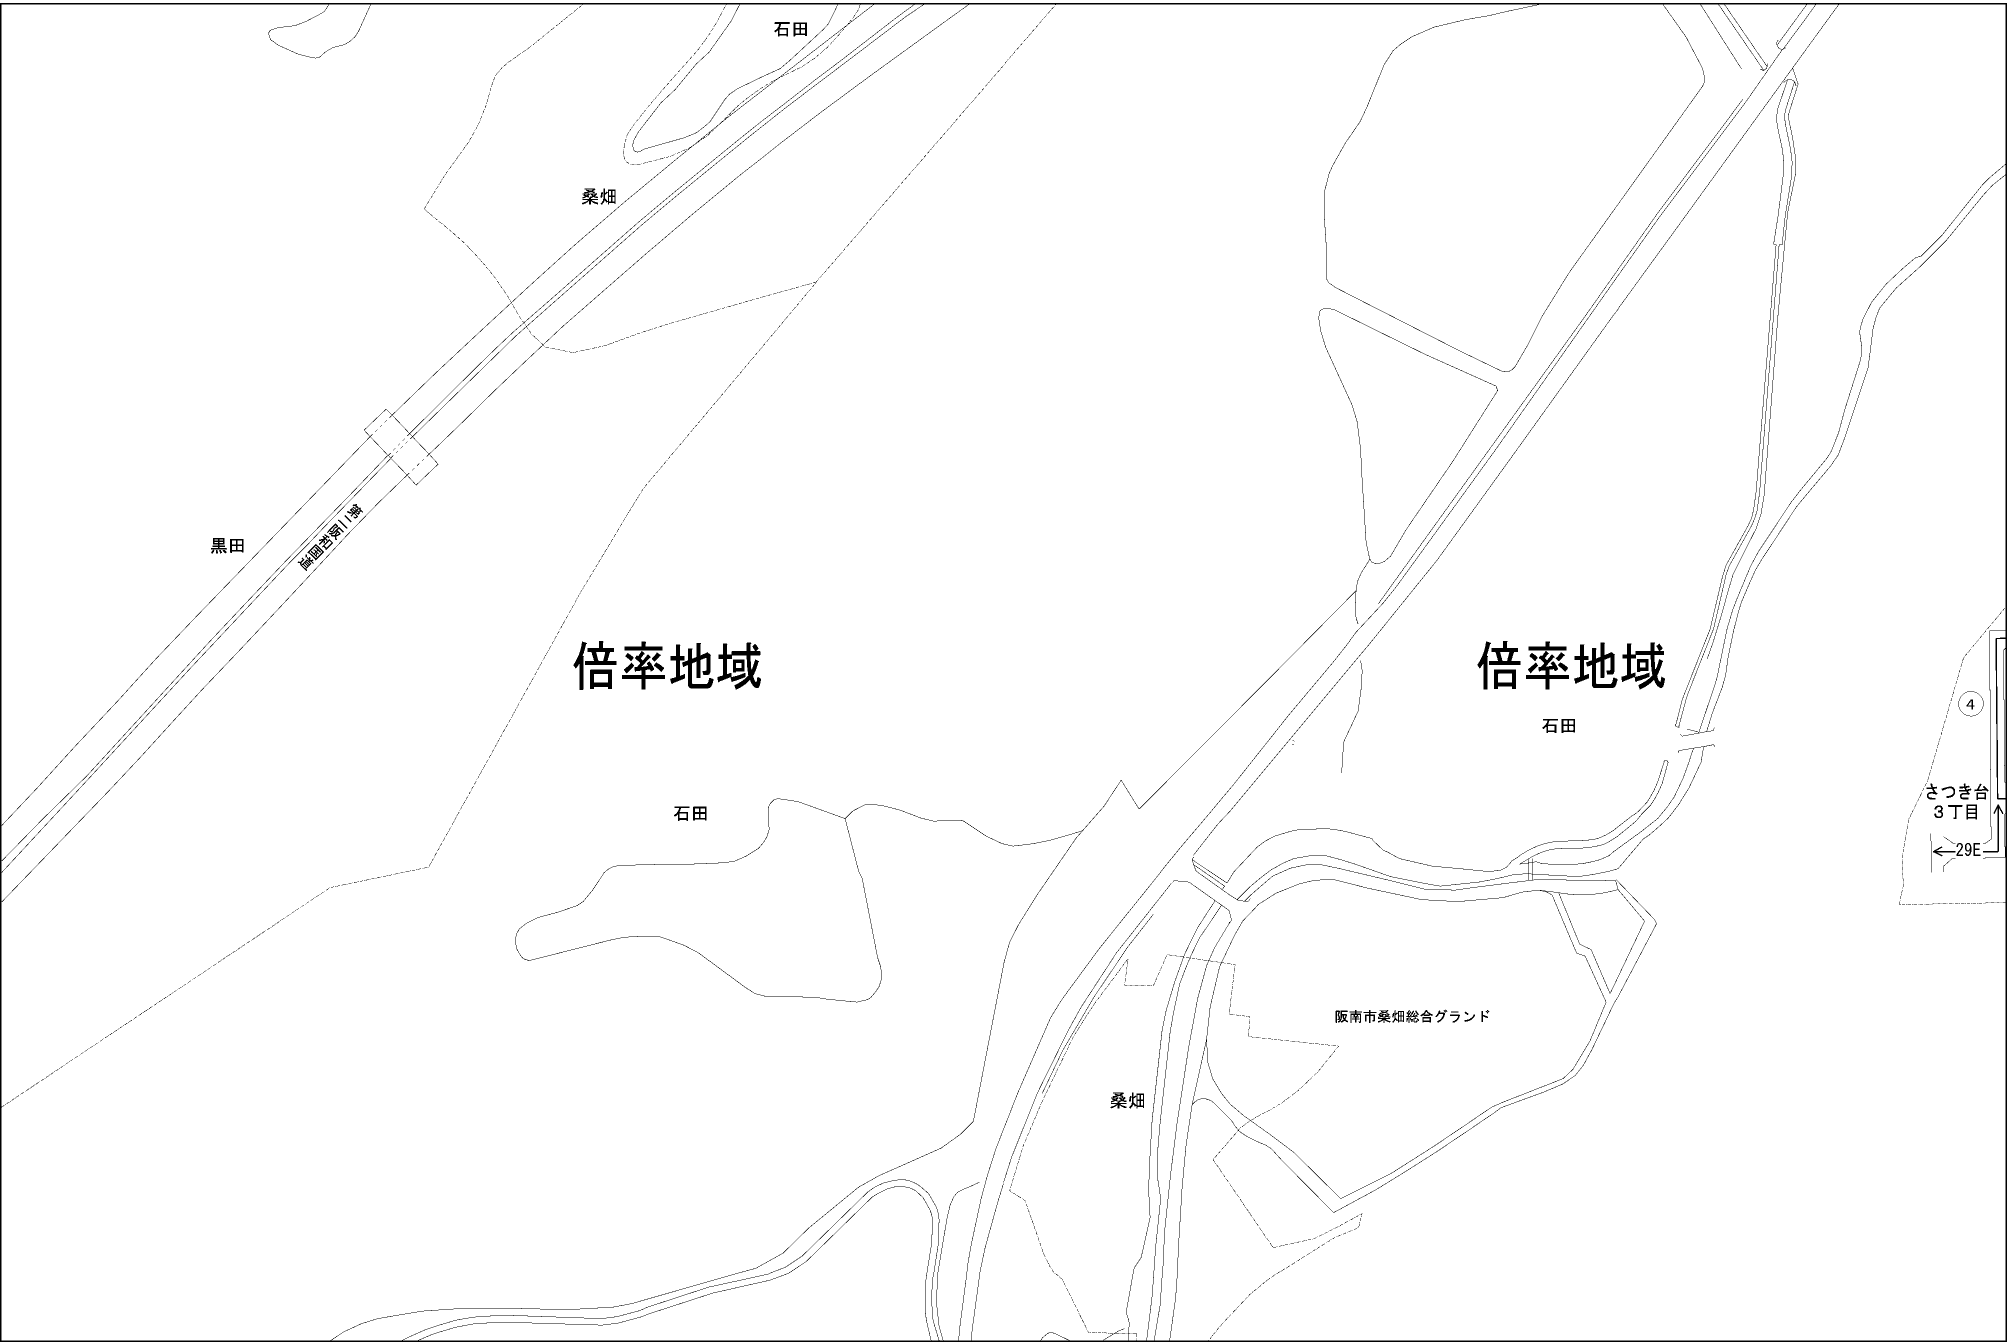 石田
桑畑
黒田
第二阪和国道
倍率地域
倍率地域
石田
4
さつき台
3丁目
29E
石田
阪南市桑畑総合グランド
桑畑